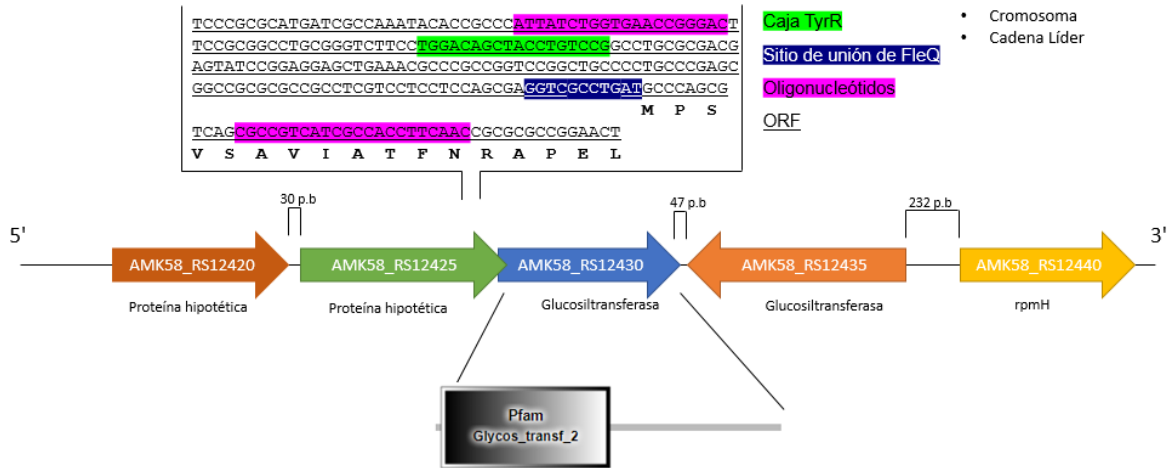 TCCCGCGCATGATCGCCAAATACACCGCCCATTATCTGGTGAACCGGGACT
TCCGCGGCCTGCGGGTCTTCCTGGACAGCTACCTGTCCGGCCTGCGCGACG
AGTATCCGGAGGAGCTGAAACGCCCGCCGGTCCGGCTGCCCCTGCCCGAGC
GGCCGCGCGCCGCCTCGTCCTCCTCCAGCGAGGTCGCCTGATGCCCAGCG
M P S
TCAGCGCCGTCATCGCCACCTTCAACCGCGCGCCGGAACT
V S A V I A T F N R A P E L
Caja TyrR
Sitio de unión de FleQ
Oligonucleótidos
ORF
• Cromosoma
• Cadena Líder
30 p.b
47 p.b
232 p.b
5'
3'
AMK58_RS12420
AMK58_RS12425
AMK58_RS12430
AMK58_RS12435
AMK58_RS12440
Proteína hipotética
Proteína hipotética
Glucosiltransferasa
Glucosiltransferasa
rpmH
Pfam
Glycos_transf_2